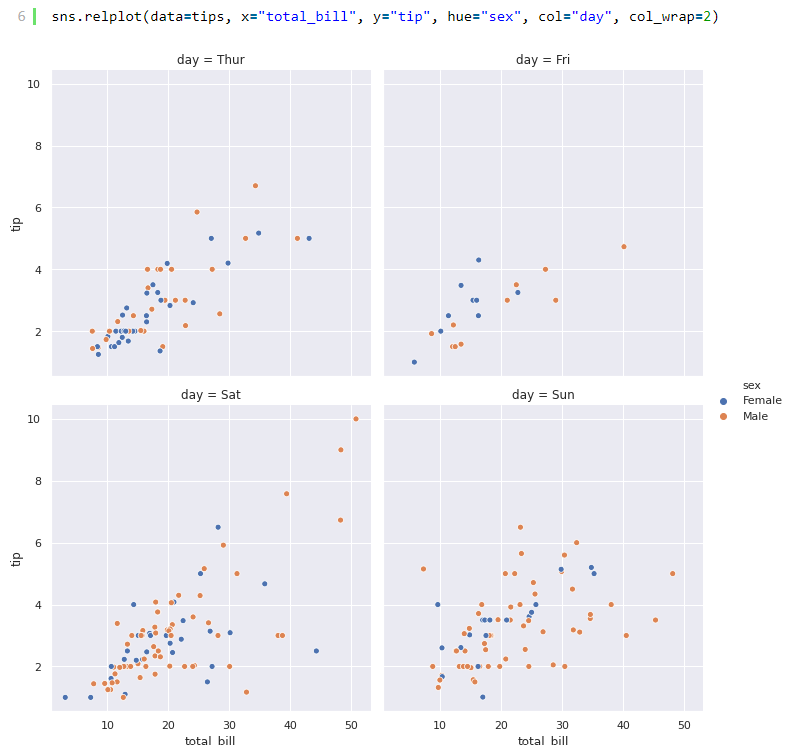 6 sns.relplot(data=tips, x="total_bill", y="tip", hue="sex", col="day", col_wrap=2)
day = Thur
day = Fri
10
8
6
4
2
tip
day = Sat
day = Sun
sex
Female
Male
10
8
6
4
2
tip
10 20 30 40 50
10 20 30 40 50
total_bill
total_bill